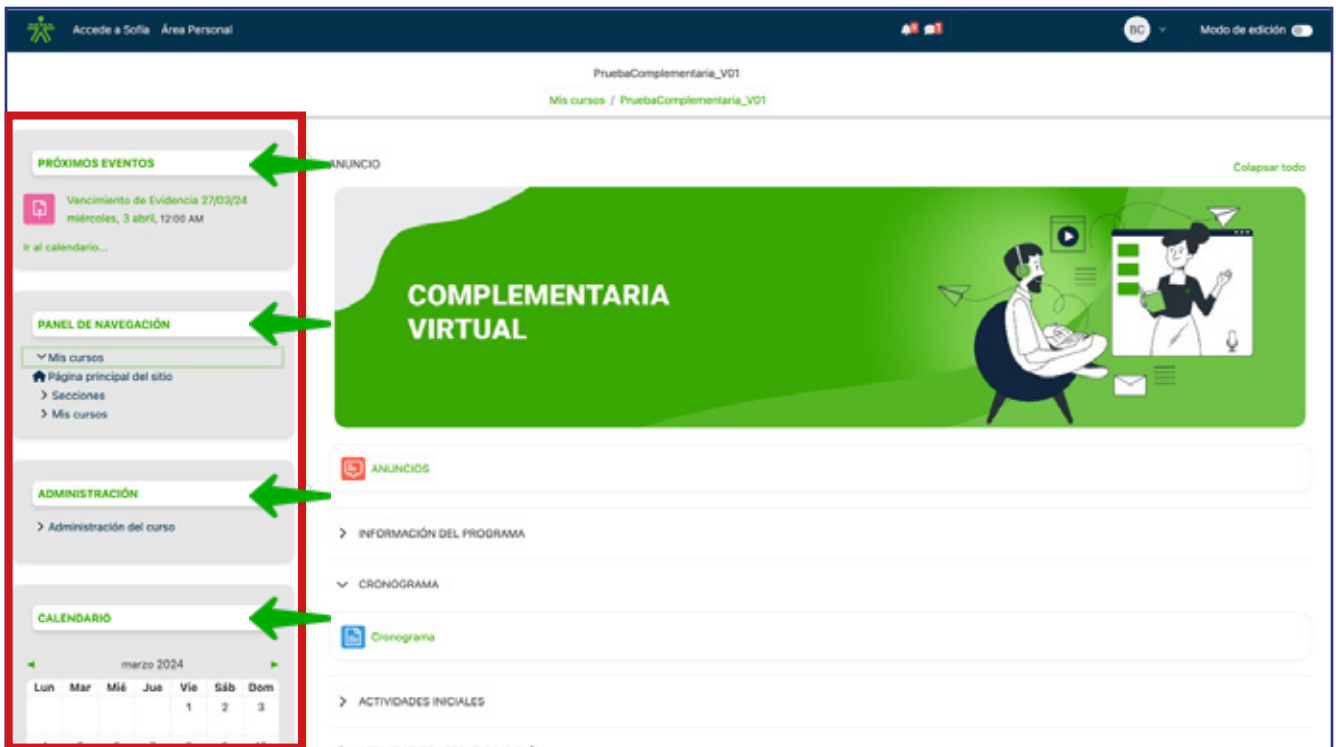 Accede a Sofia Área Personal
BC
Modo de edición
PruebaComplementaria_V01
Mis cursos / PruebaComplementaria_V01
PRÓXIMOS EVENTOS
Vencimiento de Evidencia 27/03/24
miércoles, 3 abril, 12:00 AM
Ir al calendario...
PANEL DE NAVEGACIÓN
Mis cursos
Página principal del sitio
Secciones
Mis cursos
ADMINISTRACIÓN
Administración del curso
CALENDARIO
marzo 2024
Lun Mar Mié Jue Vie Sáb Dom
1 2 3
ANUNCIO
Colapsar todo
COMPLEMENTARIA
VIRTUAL
ANUNCIOS
INFORMACIÓN DEL PROGRAMA
CRONOGRAMA
Cronograma
ACTIVIDADES INICIALES